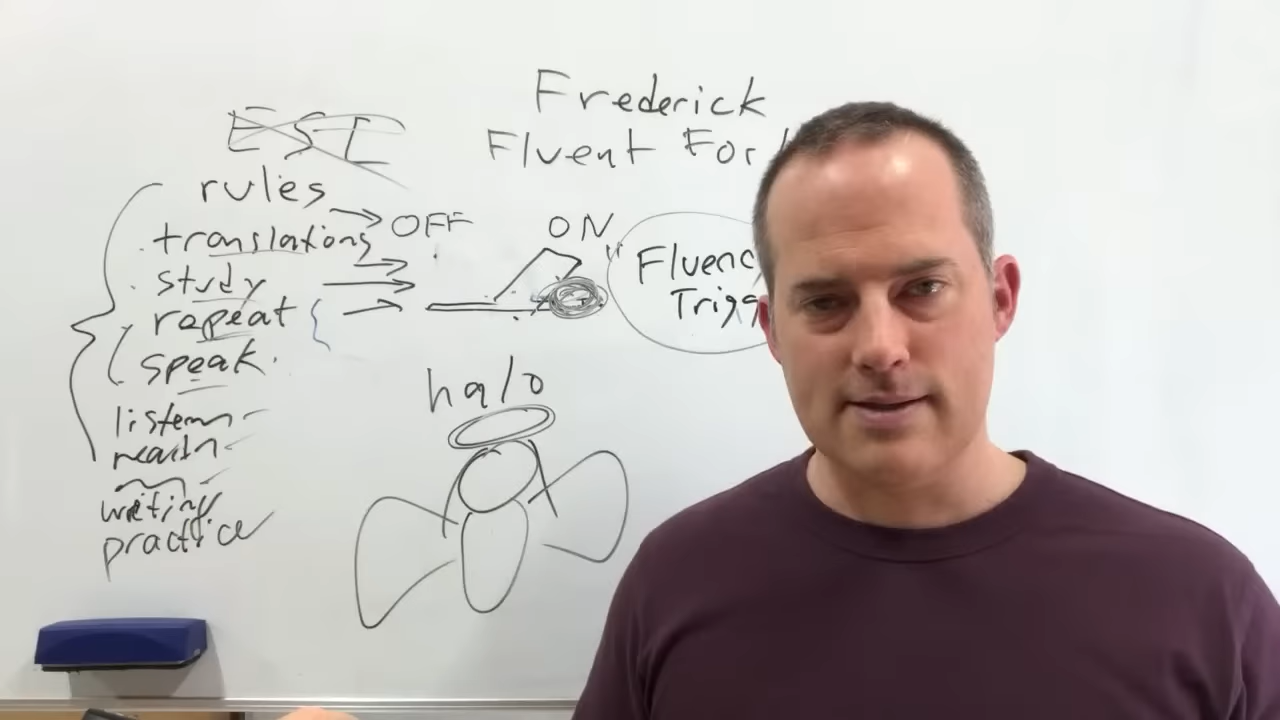 Frederick
Fluent For
ESL
rules
OFF
ON
translations
study
repeat
speak
Fluenc
Trigg
halo
listen
writing
practice